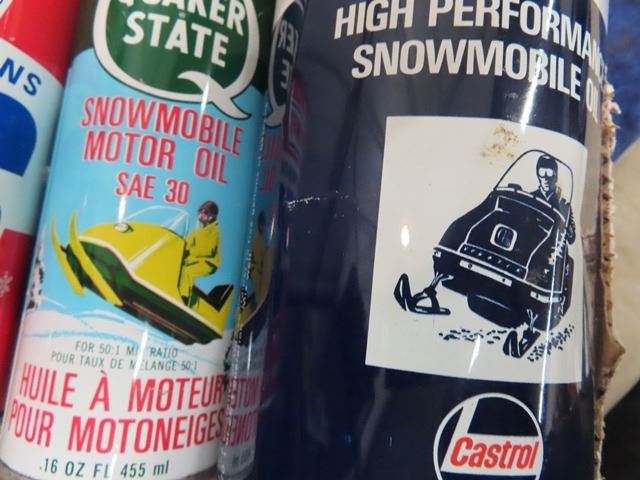 QUAKER
STATE
SNOWMOBILE
MOTOR OIL
SAE 30
FOR 50:1 MIX RATIO
POUR TAUX DE MÉLANGE 50:1
HUILE À MOTEUR
POUR MOTONEIGES
16 OZ FL 455 ml
HIGH PERFORMANCE
SNOWMOBILE OIL
Castrol